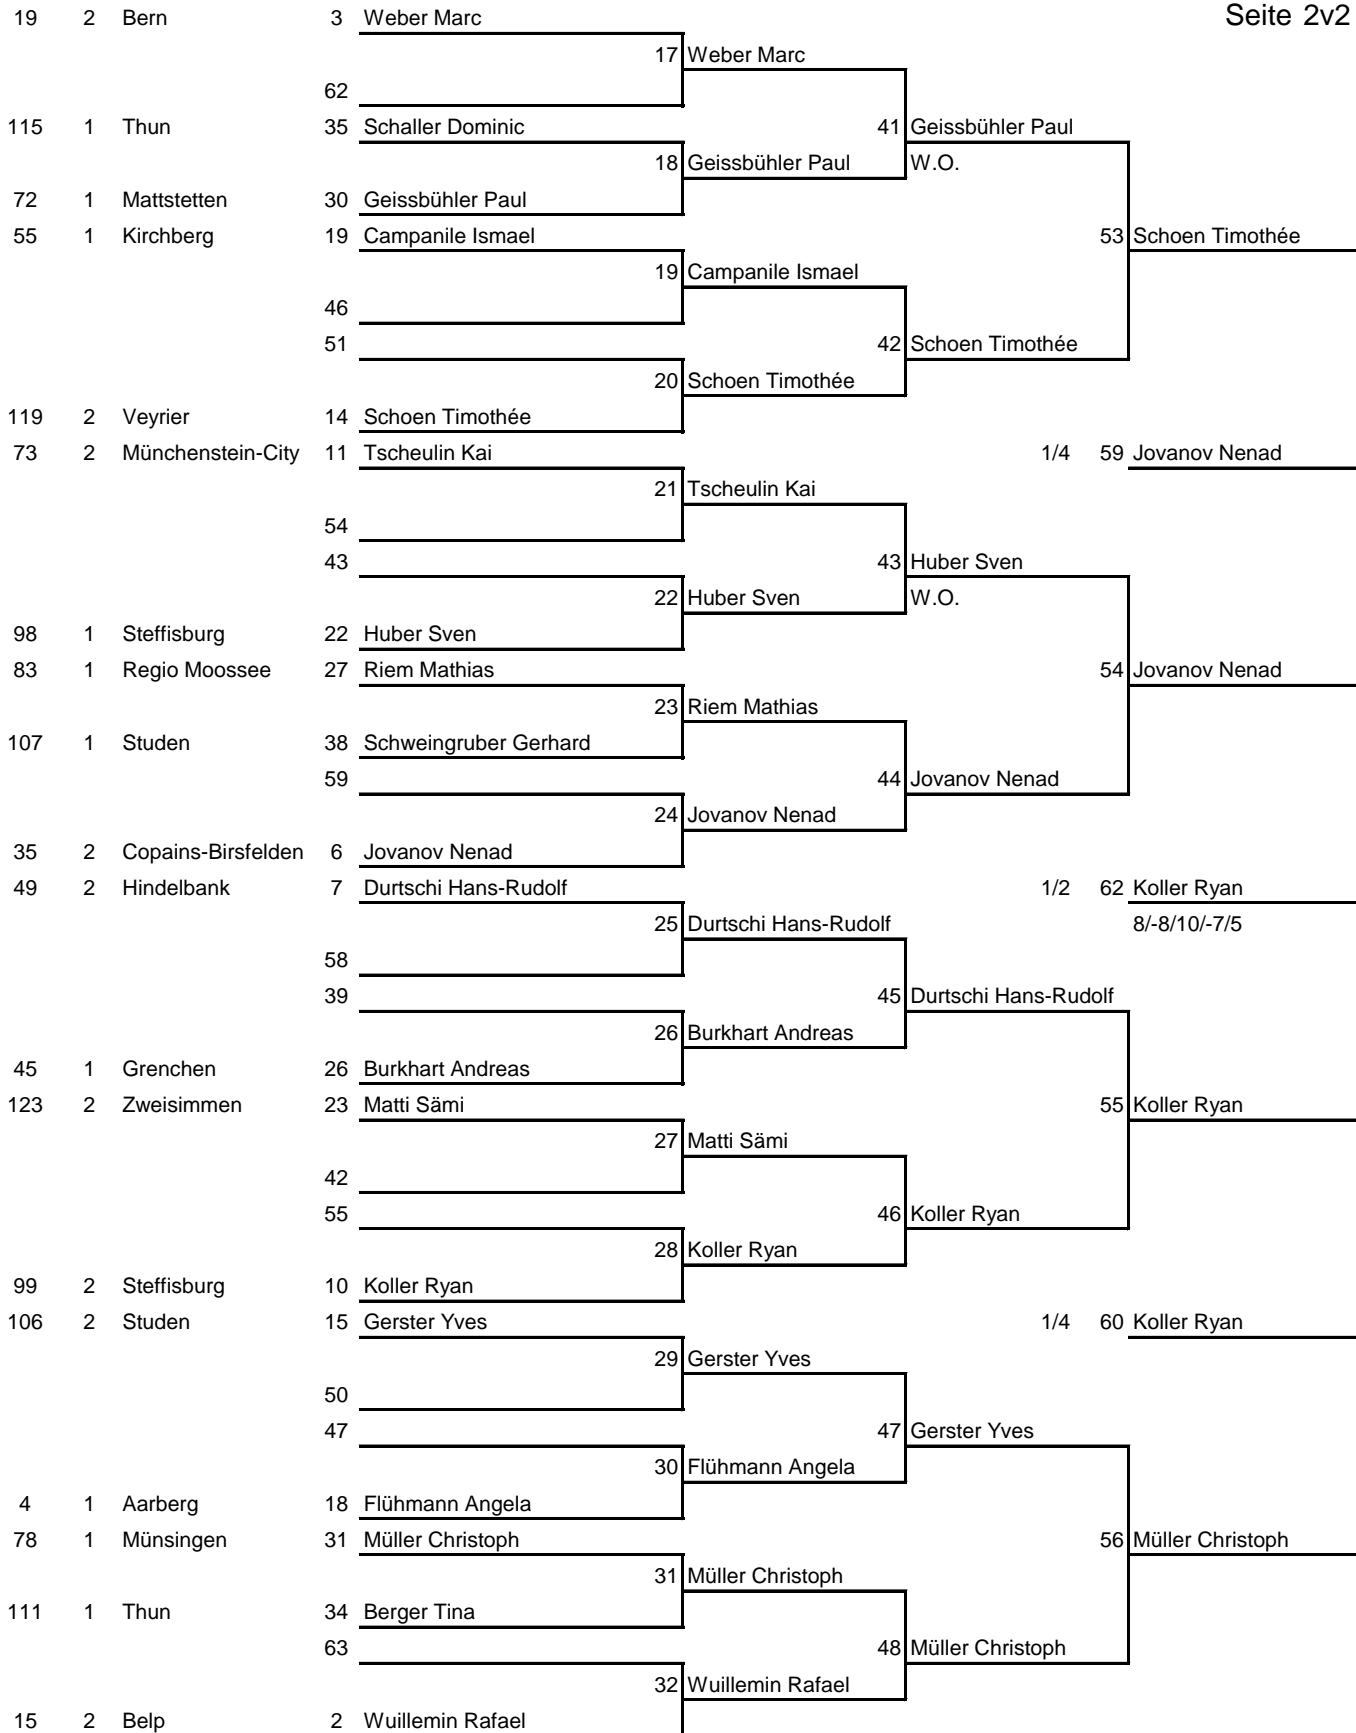 Seite 2v2
19 2 Bern 3 Weber Marc
17 Weber Marc
62
115 1 Thun 35 Schaller Dominic 41 Geissbühler Paul
18 Geissbühler Paul W.O.
72 1 Mattstetten 30 Geissbühler Paul
55 1 Kirchberg 19 Campanile Ismael 53 Schoen Timothée
19 Campanile Ismael
46
51 42 Schoen Timothée
20 Schoen Timothée
119 2 Veyrier 14 Schoen Timothée
73 2 Münchenstein-City 11 Tscheulin Kai 1/4 59 Jovanov Nenad
21 Tscheulin Kai
54
43 43 Huber Sven
22 Huber Sven W.O.
98 1 Steffisburg 22 Huber Sven
83 1 Regio Moossee 27 Riem Mathias 54 Jovanov Nenad
23 Riem Mathias
107 1 Studen 38 Schweingruber Gerhard
59 44 Jovanov Nenad
24 Jovanov Nenad
35 2 Copains-Birsfelden 6 Jovanov Nenad
49 2 Hindelbank 7 Durtschi Hans-Rudolf 1/2 62 Koller Ryan
25 Durtschi Hans-Rudolf 8/-8/10/-7/5
58
39 45 Durtschi Hans-Rudolf
26 Burkhart Andreas
45 1 Grenchen 26 Burkhart Andreas
123 2 Zweisimmen 23 Matti Sämi 55 Koller Ryan
27 Matti Sämi
42
55 46 Koller Ryan
28 Koller Ryan
99 2 Steffisburg 10 Koller Ryan
106 2 Studen 15 Gerster Yves 1/4 60 Koller Ryan
29 Gerster Yves
50
47 47 Gerster Yves
30 Flühmann Angela
4 1 Aarberg 18 Flühmann Angela
78 1 Münsingen 31 Müller Christoph 56 Müller Christoph
31 Müller Christoph
111 1 Thun 34 Berger Tina
63 48 Müller Christoph
32 Wuillemin Rafael
15 2 Belp 2 Wuillemin Rafael